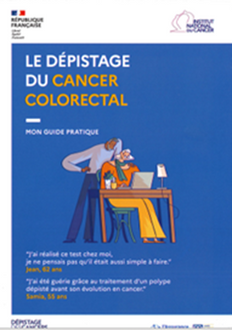 RÉPUBLIQUE
FRANÇAISE
Liberté
Égalité
Fraternité
INSTITUT
NATIONAL
DU CANCER
LE DÉPISTAGE
DU CANCER
COLORECTAL
MON GUIDE PRATIQUE
"J'ai réalisé ce test chez moi,
je ne pensais pas qu'il était aussi simple à faire."
Jean, 62 ans
"J'ai été guérie grâce au traitement d'un polype
dépisté avant son évolution en cancer."
Samia, 55 ans
DÉPISTAGE